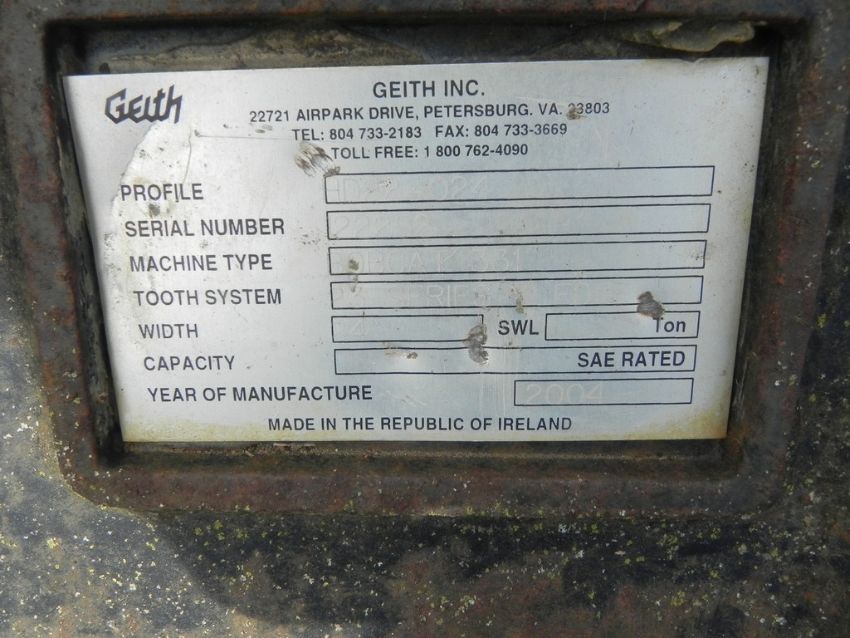 Geith
GEITH INC.
22721 AIRPARK DRIVE, PETERSBURG. VA. 23803
TEL: 804 733-2183 FAX: 804 733-3669
TOLL FREE: 1 800 762-4090
PROFILE
SERIAL NUMBER
MACHINE TYPE
TOOTH SYSTEM
WIDTH SWL Ton
CAPACITY SAE RATED
YEAR OF MANUFACTURE 2004
MADE IN THE REPUBLIC OF IRELAND